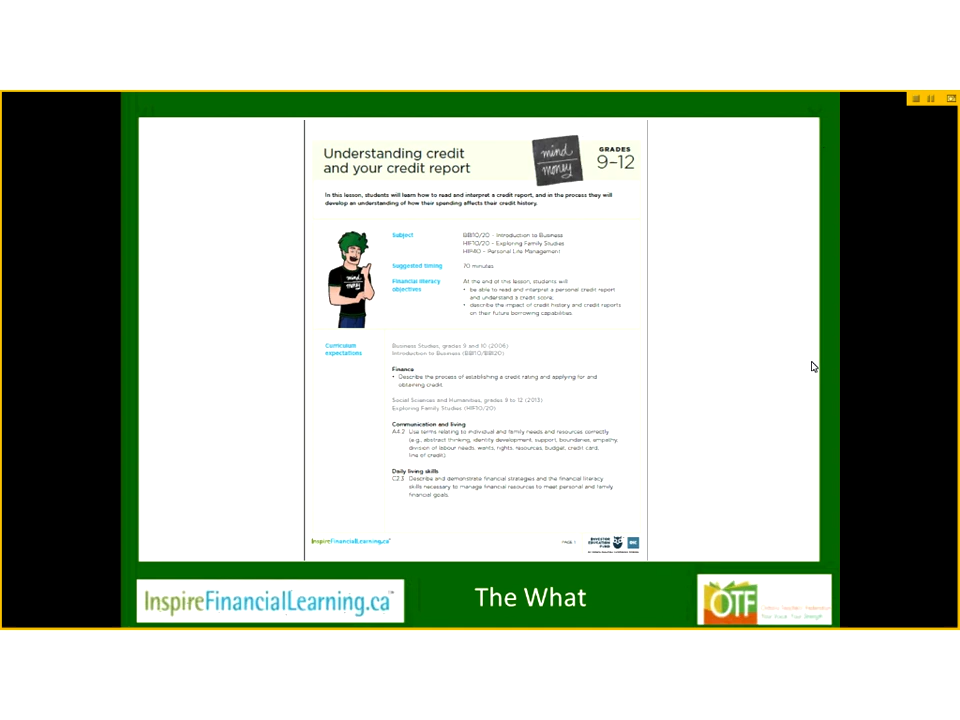 Understanding credit
and your credit report
mind
money
GRADES
9–12
In this lesson, students will learn how to read and interpret a credit report, and in the process they will
develop an understanding of how their spending affects their credit history.
Subject
BBI1O/2O – Introduction to Business
HIF1O/2O – Exploring Family Studies
HIP4O – Personal Life Management
Suggested timing
70 minutes
Financial literacy
objectives
At the end of this lesson, students will
• be able to read and interpret a personal credit report
and understand a credit score;
• describe the impact of credit history and credit reports
on their future borrowing capabilities.
mind
money
Curriculum
expectations
Business Studies, grades 9 and 10 (2006)
Introduction to Business (BBI1O/BBI2O)
Finance
• Describe the process of establishing a credit rating and applying for and
obtaining credit
Social Sciences and Humanities, grades 9 to 12 (2013)
Exploring Family Studies (HIF1O/2O)
Communication and living
A4.2 Use terms relating to individual and family needs and resources correctly
(e.g., abstract thinking, identity development, support, boundaries, empathy,
division of labour needs, wants, rights, resources, budget, credit card,
line of credit)
Daily living skills
C2.3 Describe and demonstrate financial strategies and the financial literacy
skills necessary to manage financial resources to meet personal and family
financial goals.
InspireFinancialLearning.ca
PAGE 1
INVESTOR
EDUCATION
FUND
InspireFinancialLearning.ca™
The What
OTF